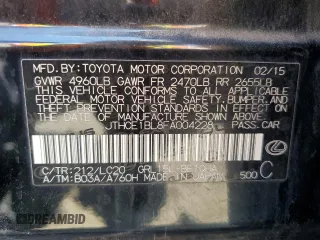 MFD.BY: TOYOTA MOTOR CORPORATION 02/15
GVWR 4960LB GAWR FR 2470LB RR 2655LB
THIS VEHICLE CONFORMS TO ALL APPLICABLE
FEDERAL MOTOR VEHICLE SAFETY, BUMPER,
AND THEFT PREVENTION STANDARDS IN EFFECT
ON THE DATE OF MANUFACTURE SHOWN ABOVE.
JTHCE1BL8FA004228 PASS.CAR
C/TR: 212/LC20
A/TM: B03A/A760H MADE IN JAPAN
500 C
BIDFAX.INFO